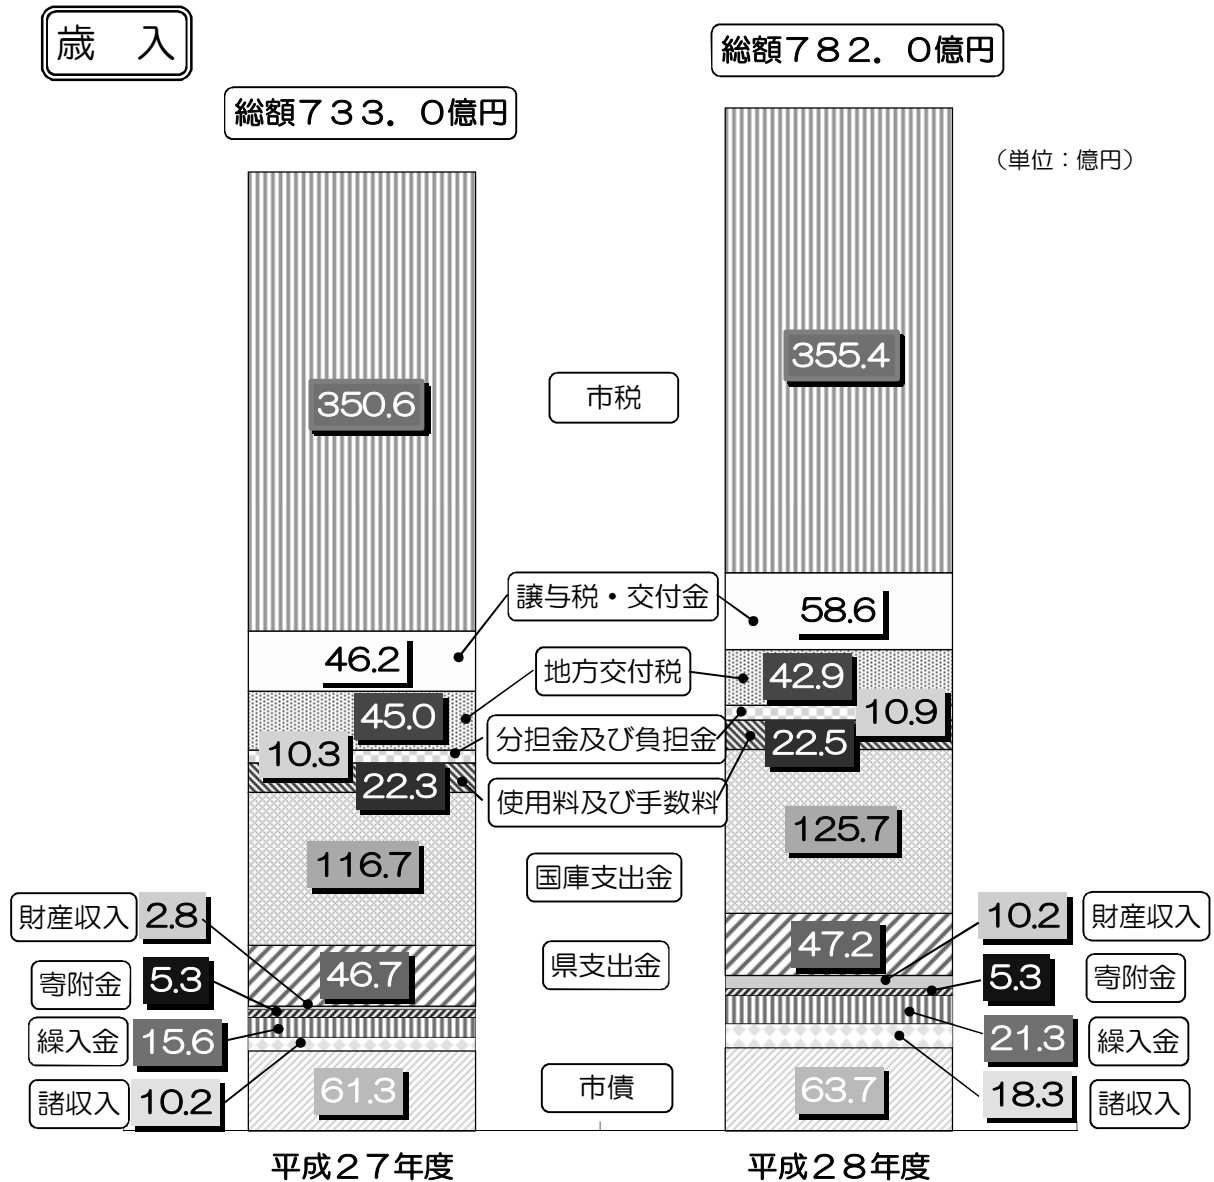 歳　入
総額７８２．０億円
総額７３３．０億円
（単位：億円）
355.4
350.6
市税
譲与税・交付金
58.6
46.2
地方交付税
42.9
45.0
10.9
分担金及び負担金
10.3
22.5
22.3
使用料及び手数料
125.7
116.7
国庫支出金
財産収入
2.8
10.2
財産収入
47.2
46.7
県支出金
寄附金
5.3
5.3
寄附金
繰入金
15.6
21.3
繰入金
諸収入
10.2
61.3
市債
63.7
18.3
諸収入
平成２７年度
平成２８年度